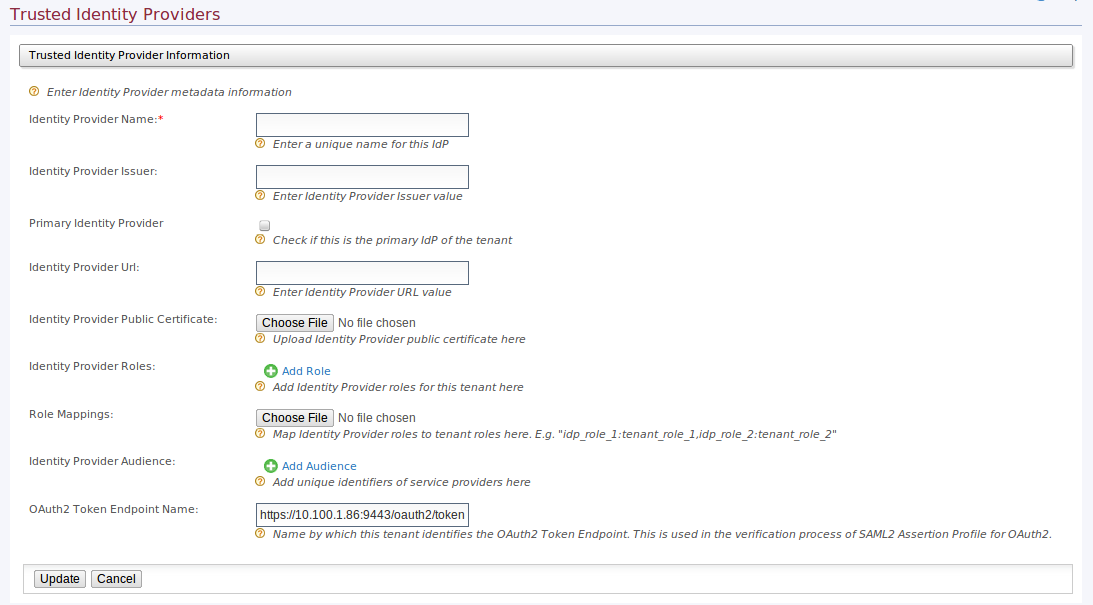 Trusted Identity Providers
Trusted Identity Provider Information
Enter Identity Provider metadata information
Identity Provider Name:*
Enter a unique name for this IdP
Identity Provider Issuer:
Enter Identity Provider Issuer value
Primary Identity Provider
Check if this is the primary IdP of the tenant
Identity Provider Url:
Enter Identity Provider URL value
Identity Provider Public Certificate: Choose File No file chosen
Upload Identity Provider public certificate here
Identity Provider Roles: Add Role
Add Identity Provider roles for this tenant here
Role Mappings: Choose File No file chosen
Map Identity Provider roles to tenant roles here. E.g. "idp_role_1:tenant_role_1,idp_role_2:tenant_role_2"
Identity Provider Audience: Add Audience
Add unique identifiers of service providers here
OAuth2 Token Endpoint Name: https://10.100.1.86:9443/oauth2/token
Name by which this tenant identifies the OAuth2 Token Endpoint. This is used in the verification process of SAML2 Assertion Profile for OAuth2.
Update Cancel